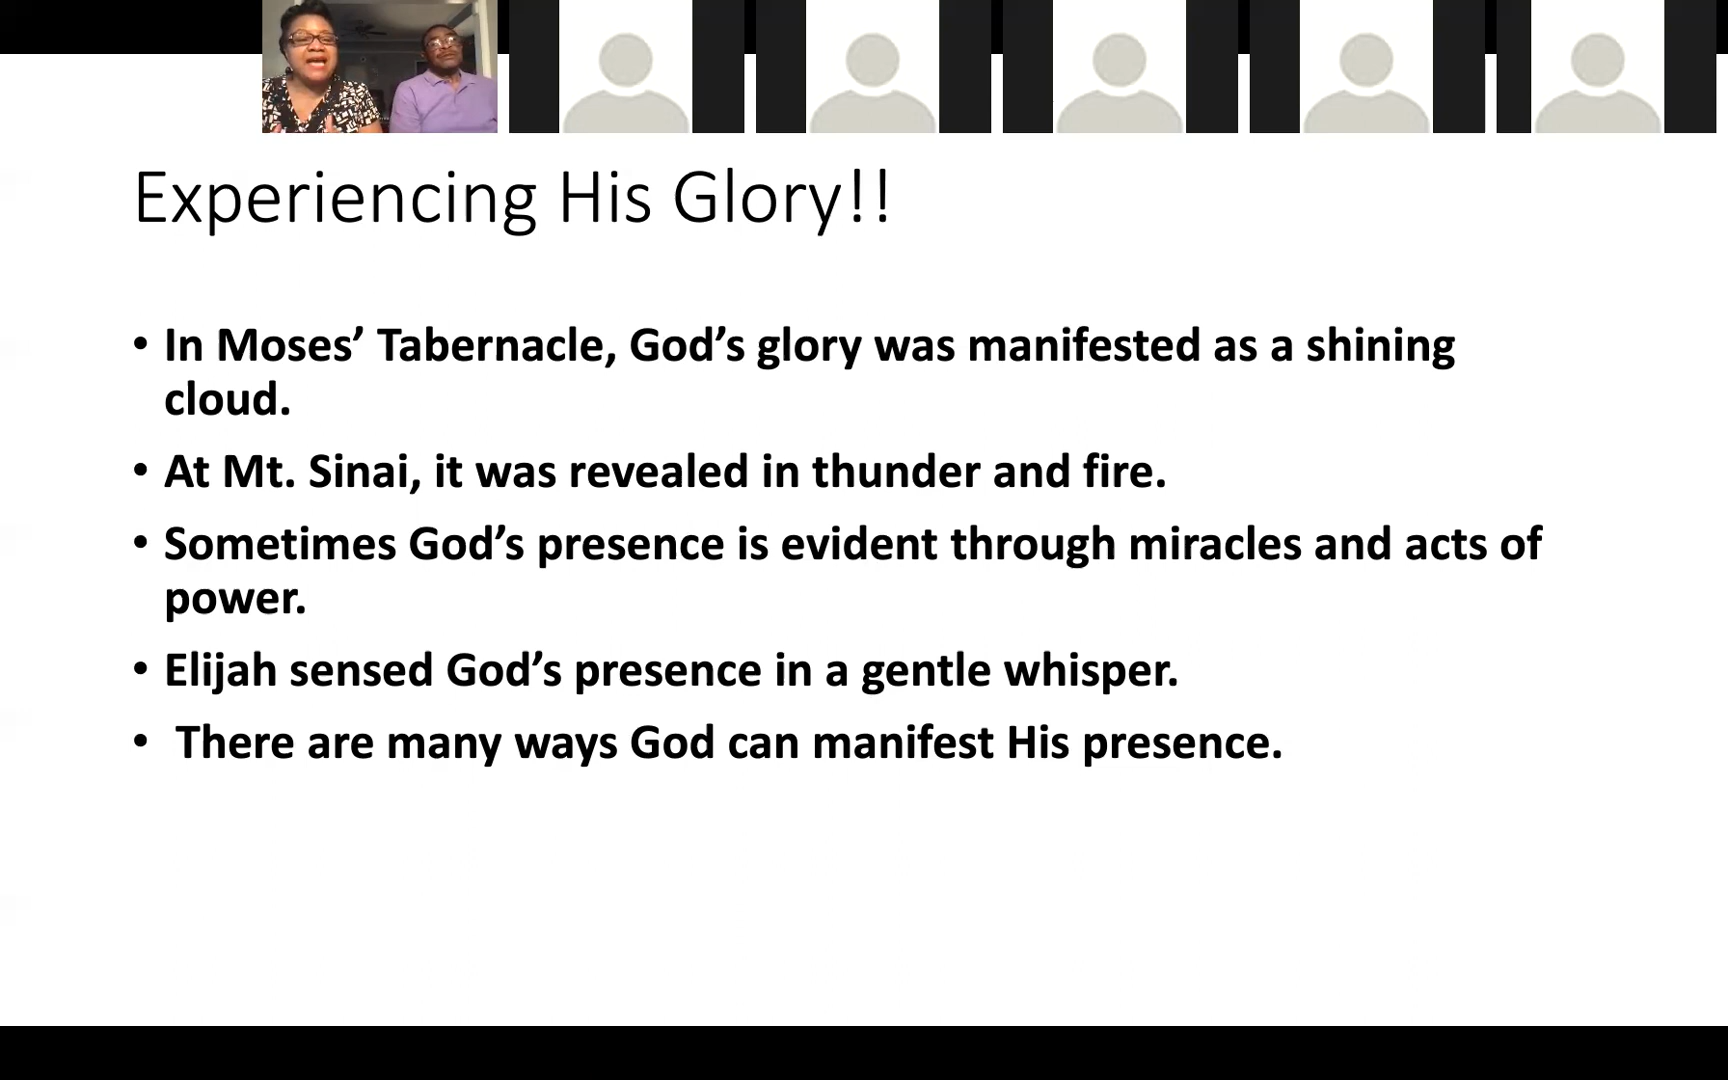 Experiencing His Glory!!
• In Moses’ Tabernacle, God’s glory was manifested as a shining
cloud.
• At Mt. Sinai, it was revealed in thunder and fire.
• Sometimes God’s presence is evident through miracles and acts of
power.
• Elijah sensed God’s presence in a gentle whisper.
• There are many ways God can manifest His presence.